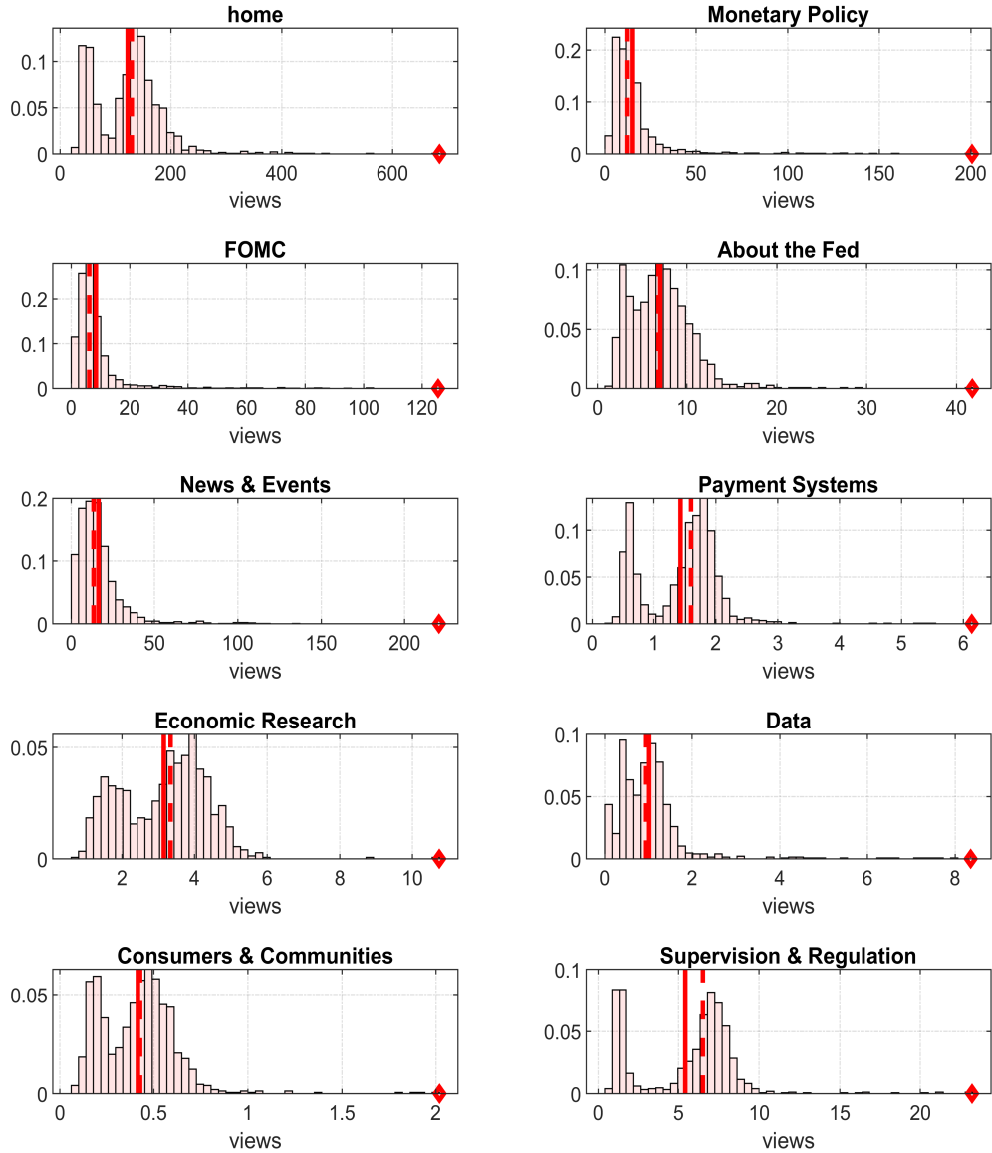 home
0.1
0.05
0
0 200 400 600
views
Monetary Policy
0.2
0.1
0
0 50 100 150 200
views
FOMC
0.2
0.1
0
0 20 40 60 80 100 120
views
About the Fed
0.1
0.05
0
0 10 20 30 40
views
News & Events
0.2
0.1
0
0 50 100 150 200
views
Payment Systems
0.1
0.05
0
0 1 2 3 4 5 6
views
Economic Research
0.05
0
2 4 6 8 10
views
Data
0.1
0.05
0
0 2 4 6 8
views
Consumers & Communities
0.05
0
0 0.5 1 1.5 2
views
Supervision & Regulation
0.1
0.05
0
0 5 10 15 20
views